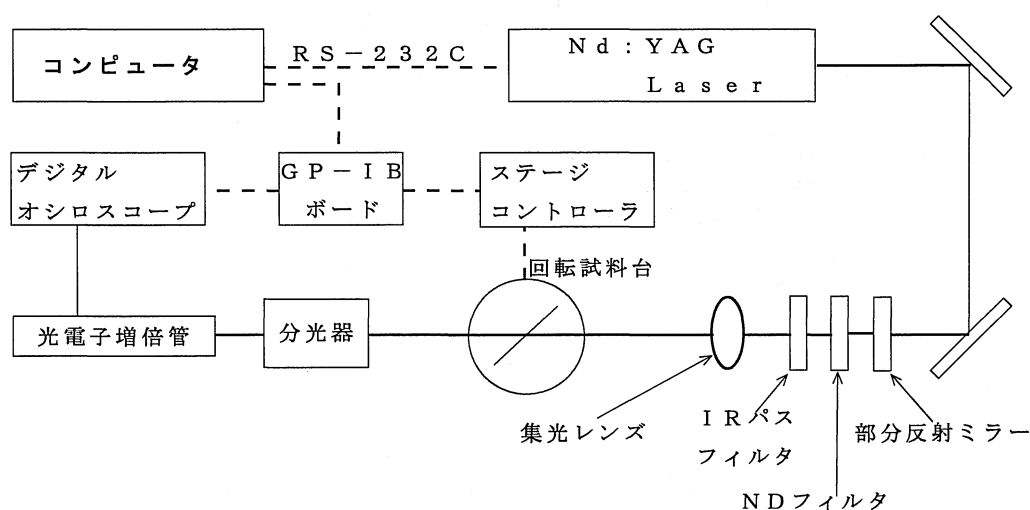 コンピュータ
RS－232C
Nd：YAG
Laser
デジタル
オシロスコープ
GP－IB
ボード
ステージ
コントローラ
回転試料台
光電子増倍管
分光器
集光レンズ
IRパス
フィルタ
部分反射ミラー
NDフィルタ